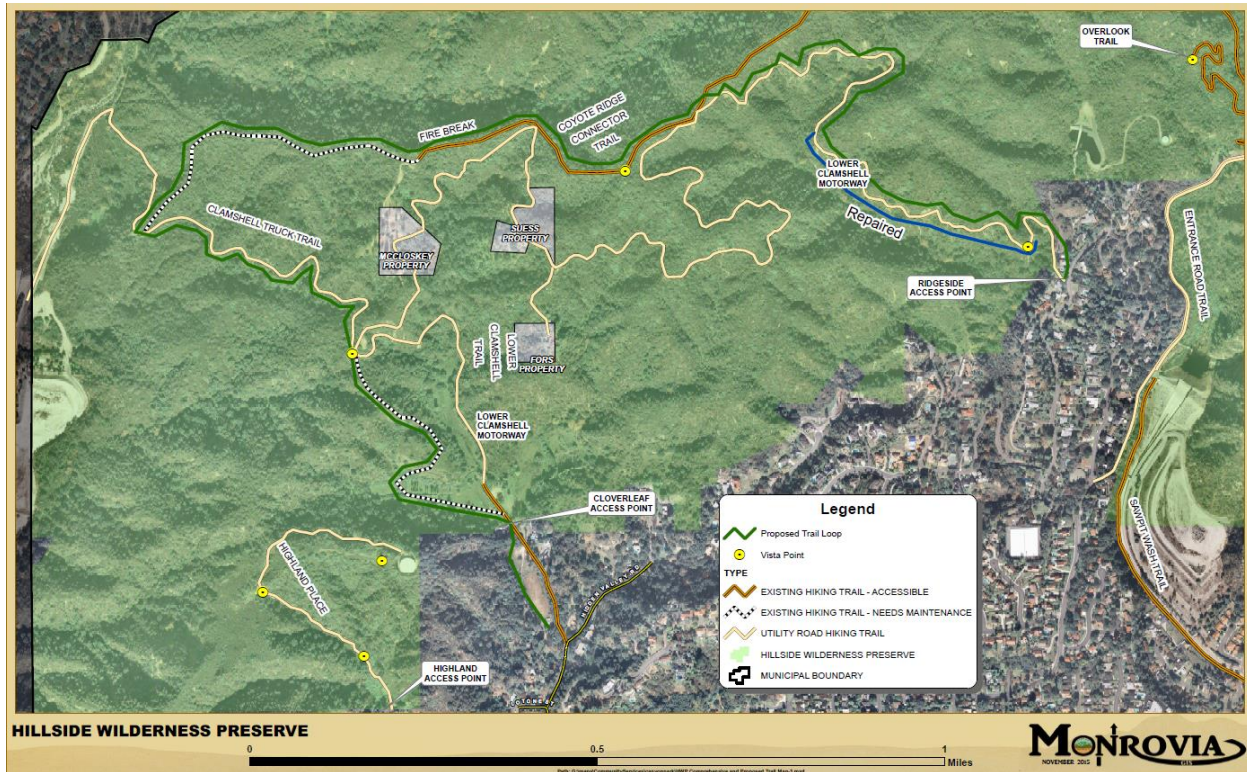 OVERLOOK
TRAIL
FIRE BREAK
COYOTE RIDGE
CONNECTOR
TRAIL
LOWER
CLAMSHELL
MOTORWAY
Repaired
CLAMSHELL TRUCK TRAIL
MCCLOSKEY
PROPERTY
SUESS
PROPERTY
ENTRANCE ROAD TRAIL
RIDGESIDE
ACCESS POINT
LOWER
CLAMSHELL
TRAIL
FORS
PROPERTY
LOWER
CLAMSHELL
MOTORWAY
CLOVERLEAF
ACCESS POINT
SAWPIT WASH TRAIL
HIGHLAND PLACE
HIDDEN VALLEY RD
HIGHLAND
ACCESS POINT
Legend
Proposed Trail Loop
Vista Point
TYPE
EXISTING HIKING TRAIL - ACCESSIBLE
EXISTING HIKING TRAIL - NEEDS MAINTENANCE
UTILITY ROAD HIKING TRAIL
HILLSIDE WILDERNESS PRESERVE
MUNICIPAL BOUNDARY
HILLSIDE WILDERNESS PRESERVE
0 0.5 1
Miles
MONROVIA
NOVEMBER 2015 GIS